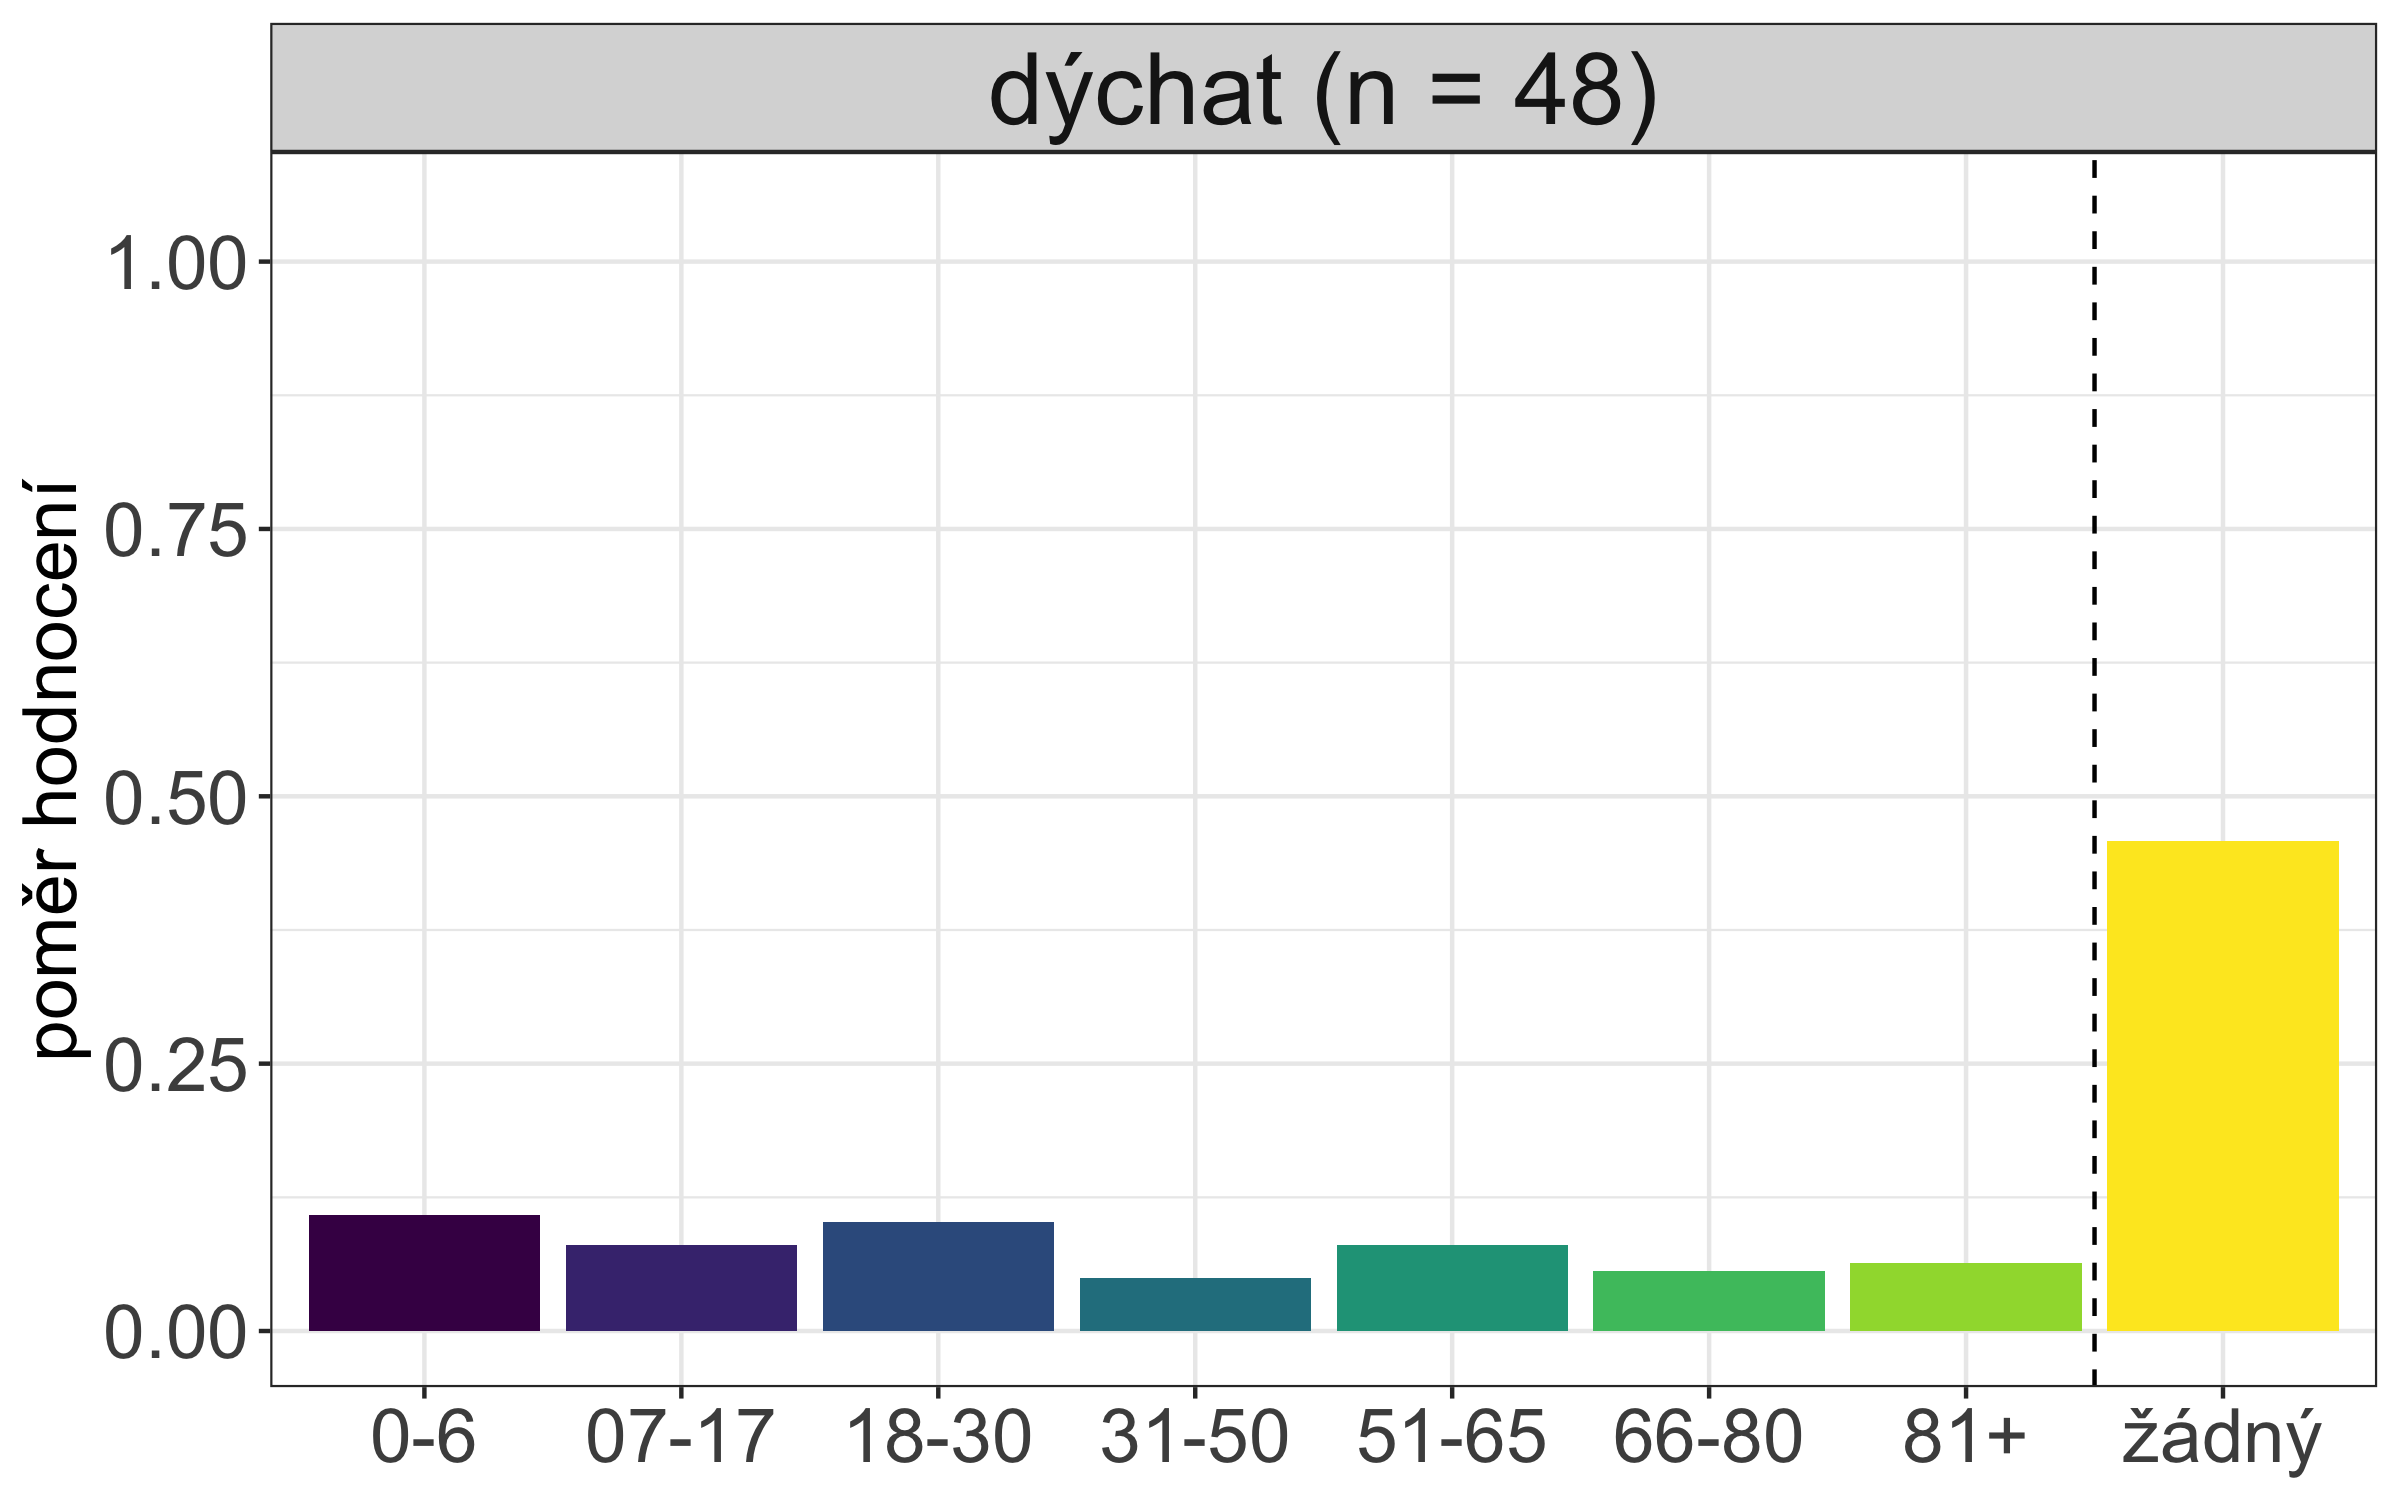 dýchat (n = 48)
poměr hodnocení
1.00
0.75
0.50
0.25
0.00
0-6 07-17 18-30 31-50 51-65 66-80 81+ žádný